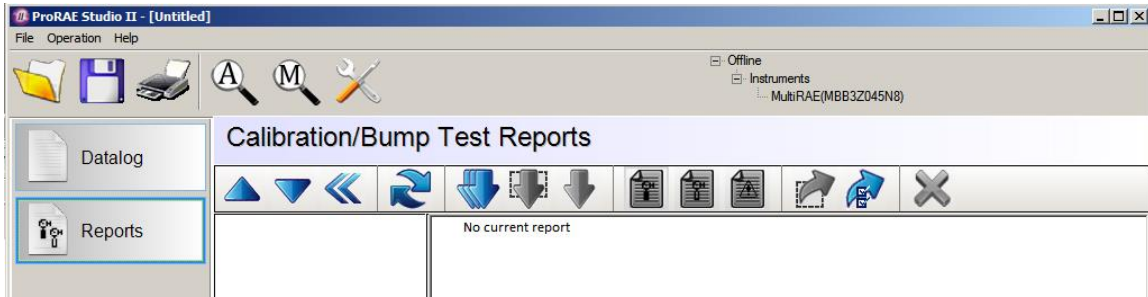 ProRAE Studio II - [Untitled]
File Operation Help
A M
Offline
Instruments
MultiRAE(MBB3Z045N8)
Datalog
Reports
Calibration/Bump Test Reports
No current report